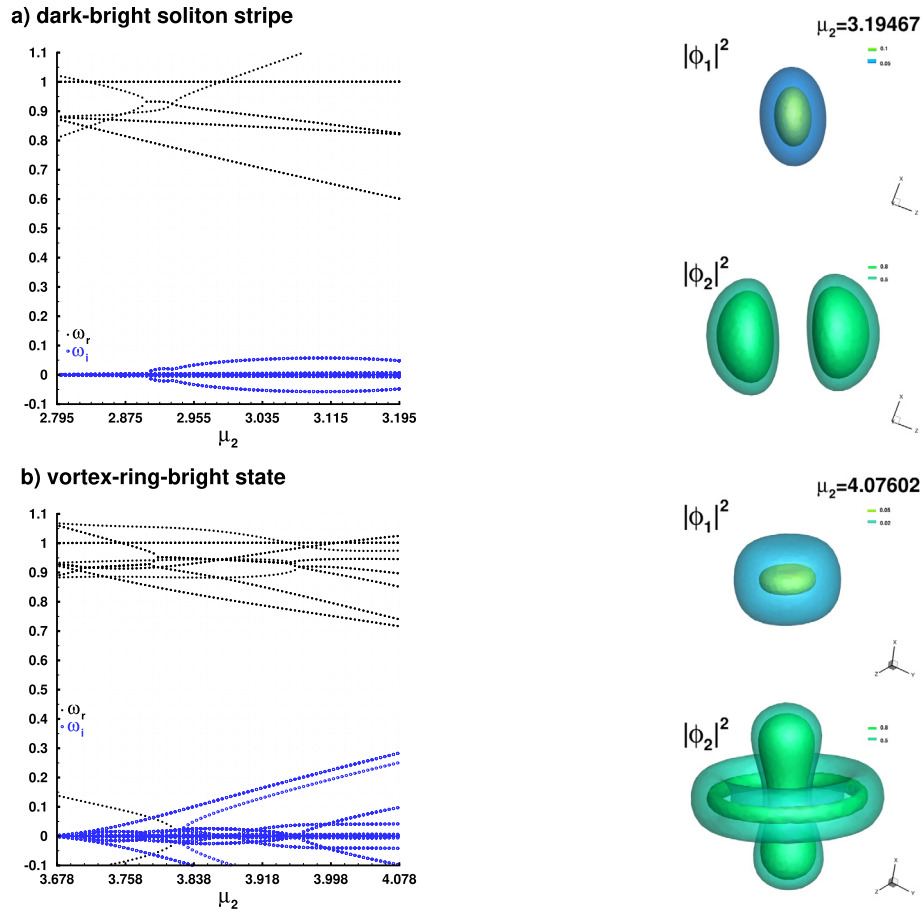 a) dark-bright soliton stripe
1.1
1
0.9
0.8
0.7
0.6
0.5
0.4
0.3
0.2
0.1
0
-0.1
ωr
ωi
2.795 2.875 2.955 3.035 3.115 3.195
μ2
μ2=3.19467
|ϕ1|²
0.1
0.05
X
Z
|ϕ2|²
0.8
0.5
X
Z
b) vortex-ring-bright state
1.1
1
0.9
0.8
0.7
0.6
0.5
0.4
0.3
0.2
0.1
0
-0.1
ωr
ωi
3.678 3.758 3.838 3.918 3.998 4.078
μ2
μ2=4.07602
|ϕ1|²
0.05
0.02
X
Z Y
|ϕ2|²
0.8
0.5
X
Z Y